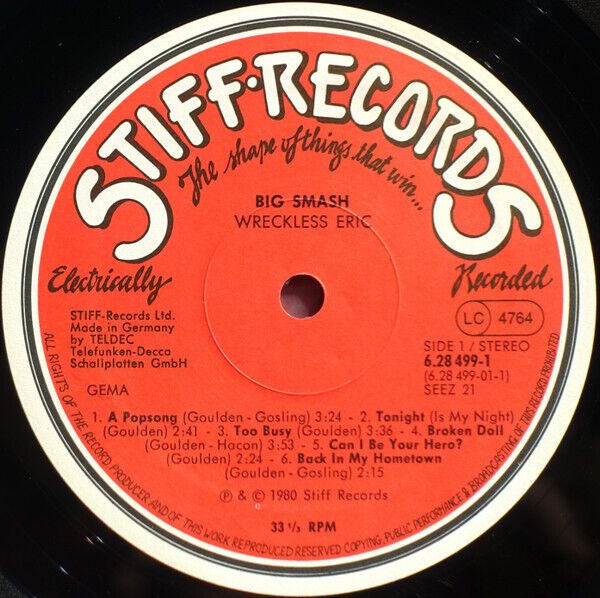 STIFF·RECORDS
The shape of things that win...
BIG SMASH
WRECKLESS ERIC
Electrically
Recorded
STIFF-Records Ltd.
Made in Germany
by TELDEC
Telefunken-Decca
Schallplatten GmbH
GEMA
LC 4764
SIDE 1 / STEREO
6.28 499-1
(6.28 499-01-1)
SEEZ 21
1. A Popsong (Goulden - Gosling) 3:24 - 2. Tonight (Is My Night)
(Goulden) 2:41 - 3. Too Busy (Goulden) 3:36 - 4. Broken Doll
(Goulden - Hacon) 3:53 - 5. Can I Be Your Hero?
(Goulden) 2:24 - 6. Back In My Hometown
(Goulden - Gosling) 2:15
℗ & © 1980 Stiff Records
33 1/3 RPM
ALL RIGHTS OF THE RECORD PRODUCER AND OF THIS WORK REPRODUCED RESERVED COPYING, PUBLIC PERFORMANCE & BROADCASTING OF THIS RECORD PROHIBITED